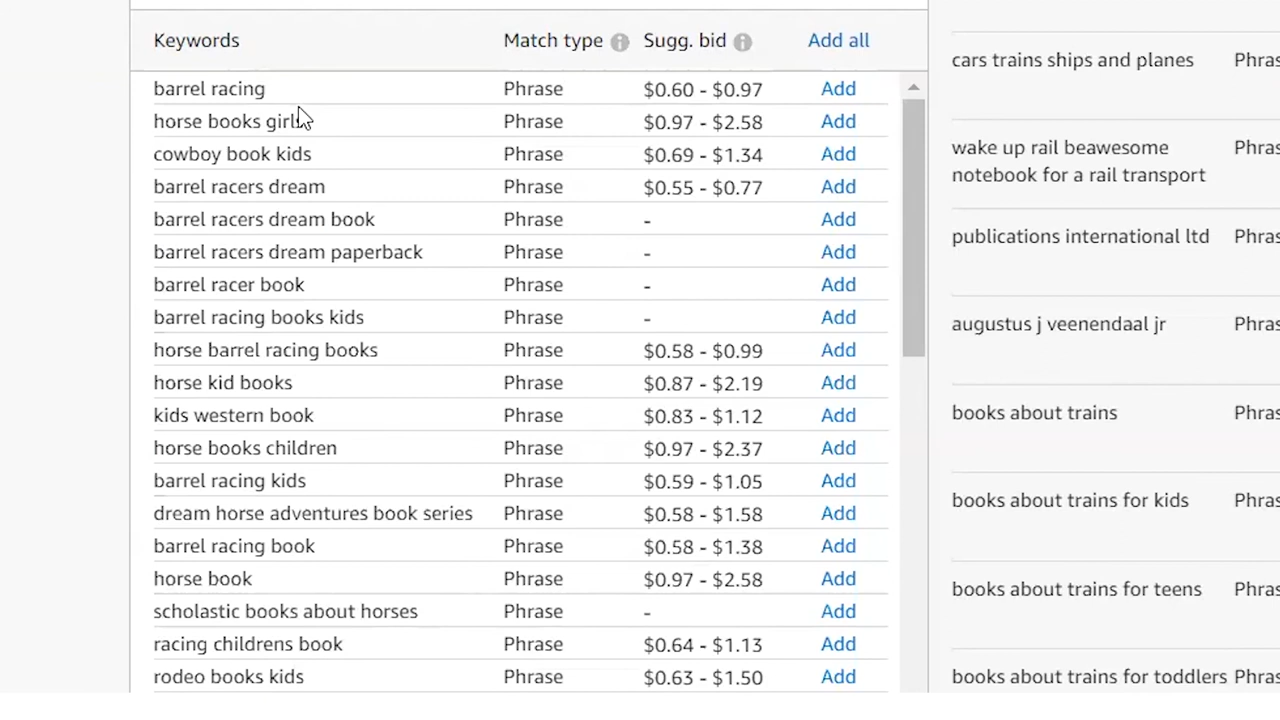 Keywords Match type Sugg. bid Add all
barrel racing Phrase $0.60 - $0.97 Add
horse books girls Phrase $0.97 - $2.58 Add
cowboy book kids Phrase $0.69 - $1.34 Add
barrel racers dream Phrase $0.55 - $0.77 Add
barrel racers dream book Phrase - Add
barrel racers dream paperback Phrase - Add
barrel racer book Phrase - Add
barrel racing books kids Phrase - Add
horse barrel racing books Phrase $0.58 - $0.99 Add
horse kid books Phrase $0.87 - $2.19 Add
kids western book Phrase $0.83 - $1.12 Add
horse books children Phrase $0.97 - $2.37 Add
barrel racing kids Phrase $0.59 - $1.05 Add
dream horse adventures book series Phrase $0.58 - $1.58 Add
barrel racing book Phrase $0.58 - $1.38 Add
horse book Phrase $0.97 - $2.58 Add
scholastic books about horses Phrase - Add
racing childrens book Phrase $0.64 - $1.13 Add
rodeo books kids Phrase $0.63 - $1.50 Add
cars trains ships and planes Phras
wake up rail beawesome Phras
notebook for a rail transport
publications international ltd Phras
augustus j veenendaal jr Phras
books about trains Phras
books about trains for kids Phras
books about trains for teens Phras
books about trains for toddlers Phras